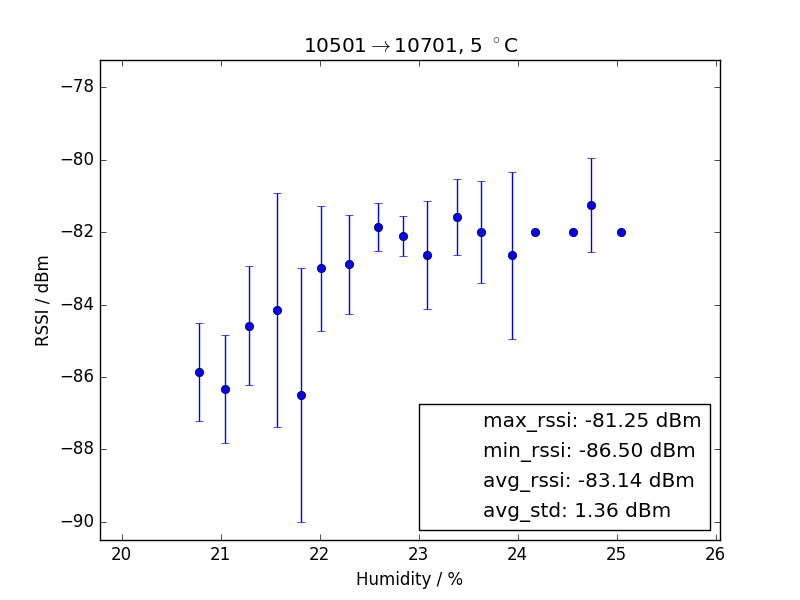 10501→10701, 5 °C
−78
−80
−82
−84
−86
−88
−90
RSSI / dBm
max_rssi: -81.25 dBm
min_rssi: -86.50 dBm
avg_rssi: -83.14 dBm
avg_std: 1.36 dBm
20 21 22 23 24 25 26
Humidity / %